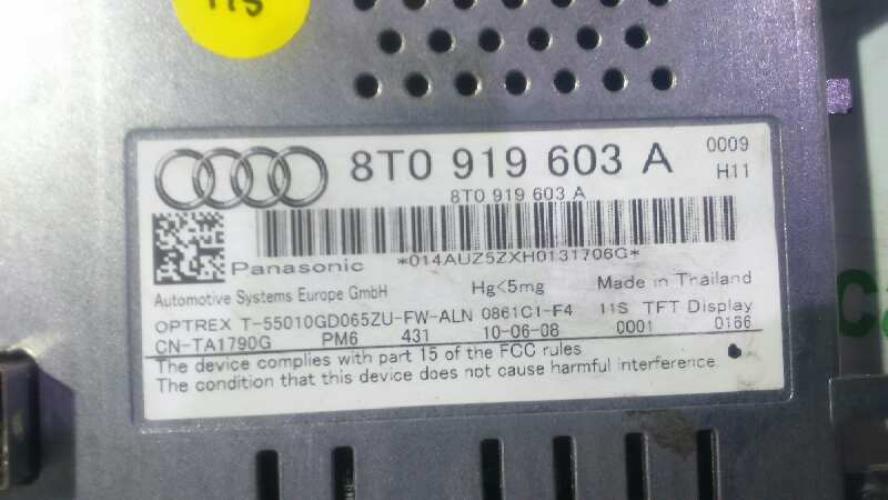 11S
8T0 919 603 A 0009
H11
8T0 919 603 A
*014AUZ5ZXH0131706G*
Panasonic
Automotive Systems Europe GmbH Hg<5mg Made in Thailand
OPTREX T-55010GD065ZU-FW-ALN 0861C1-F4 11S TFT Display
CN-TA1790G PM6 431 10-06-08 0001 0166
The device complies with part 15 of the FCC rules
The condition that this device does not cause harmful interference.